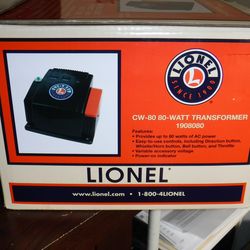 LIONEL
SINCE 1900
CW-80 80-WATT TRANSFORMER
1908080
Features:
• Provides up to 80 watts of AC power
• Easy-to-use controls, including Direction button,
Whistle/Horn button, Bell button, and Throttle
• Variable accessory voltage
• Power-on indicator
LIONEL
LIONEL®
www.lionel.com • 1-800-4LIONEL